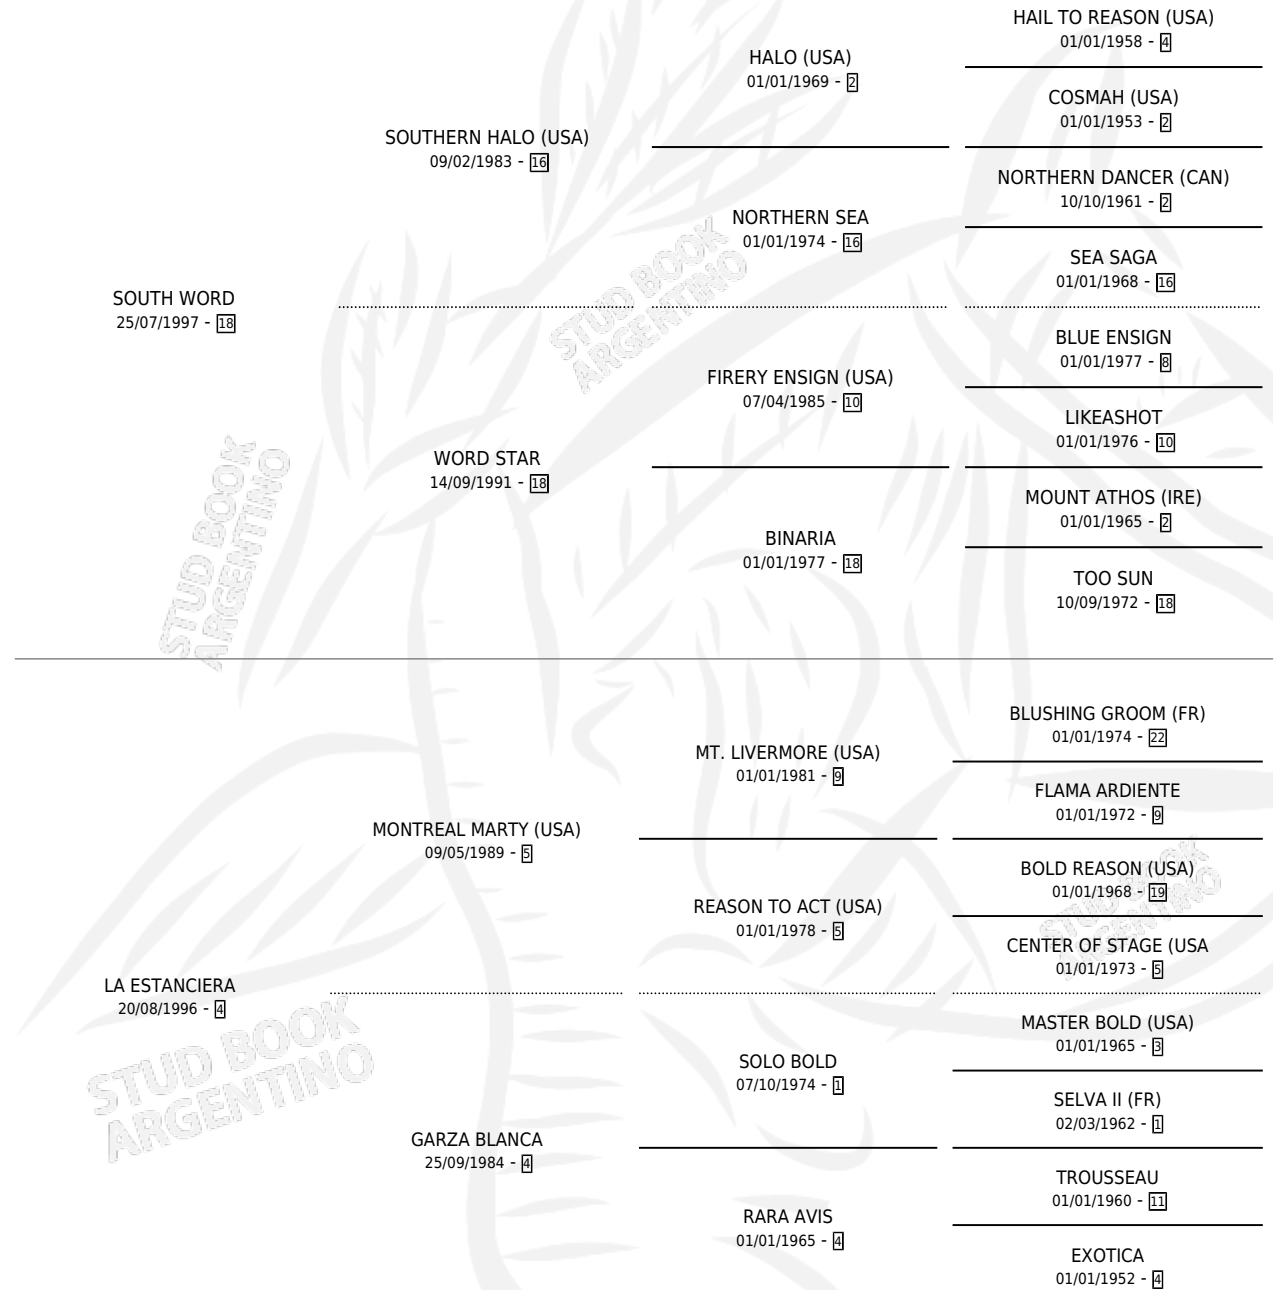 HAIL TO REASON (USA)
01/01/1958 - 4
HALO (USA)
01/01/1969 - 2
COSMAH (USA)
01/01/1953 - 2
SOUTHERN HALO (USA)
09/02/1983 - 16
NORTHERN DANCER (CAN)
10/10/1961 - 2
NORTHERN SEA
01/01/1974 - 16
SEA SAGA
01/01/1968 - 16
SOUTH WORD
25/07/1997 - 18
BLUE ENSIGN
01/01/1977 - 8
FIRERY ENSIGN (USA)
07/04/1985 - 10
LIKEASHOT
01/01/1976 - 10
WORD STAR
14/09/1991 - 18
MOUNT ATHOS (IRE)
01/01/1965 - 2
BINARIA
01/01/1977 - 18
TOO SUN
10/09/1972 - 18
BLUSHING GROOM (FR)
01/01/1974 - 22
MT. LIVERMORE (USA)
01/01/1981 - 9
FLAMA ARDIENTE
01/01/1972 - 9
MONTREAL MARTY (USA)
09/05/1989 - 5
BOLD REASON (USA)
01/01/1968 - 19
REASON TO ACT (USA)
01/01/1978 - 5
CENTER OF STAGE (USA
01/01/1973 - 5
LA ESTANCIERA
20/08/1996 - 4
MASTER BOLD (USA)
01/01/1965 - 3
SOLO BOLD
07/10/1974 - 1
SELVA II (FR)
02/03/1962 - 1
GARZA BLANCA
25/09/1984 - 4
TROUSSEAU
01/01/1960 - 11
RARA AVIS
01/01/1965 - 4
EXOTICA
01/01/1952 - 4
STUD BOOK
ARGENTINO
STUD BOOK
ARGENTINO
STUD BOOK
ARGENTINO
STUD BOOK
ARGENTINO